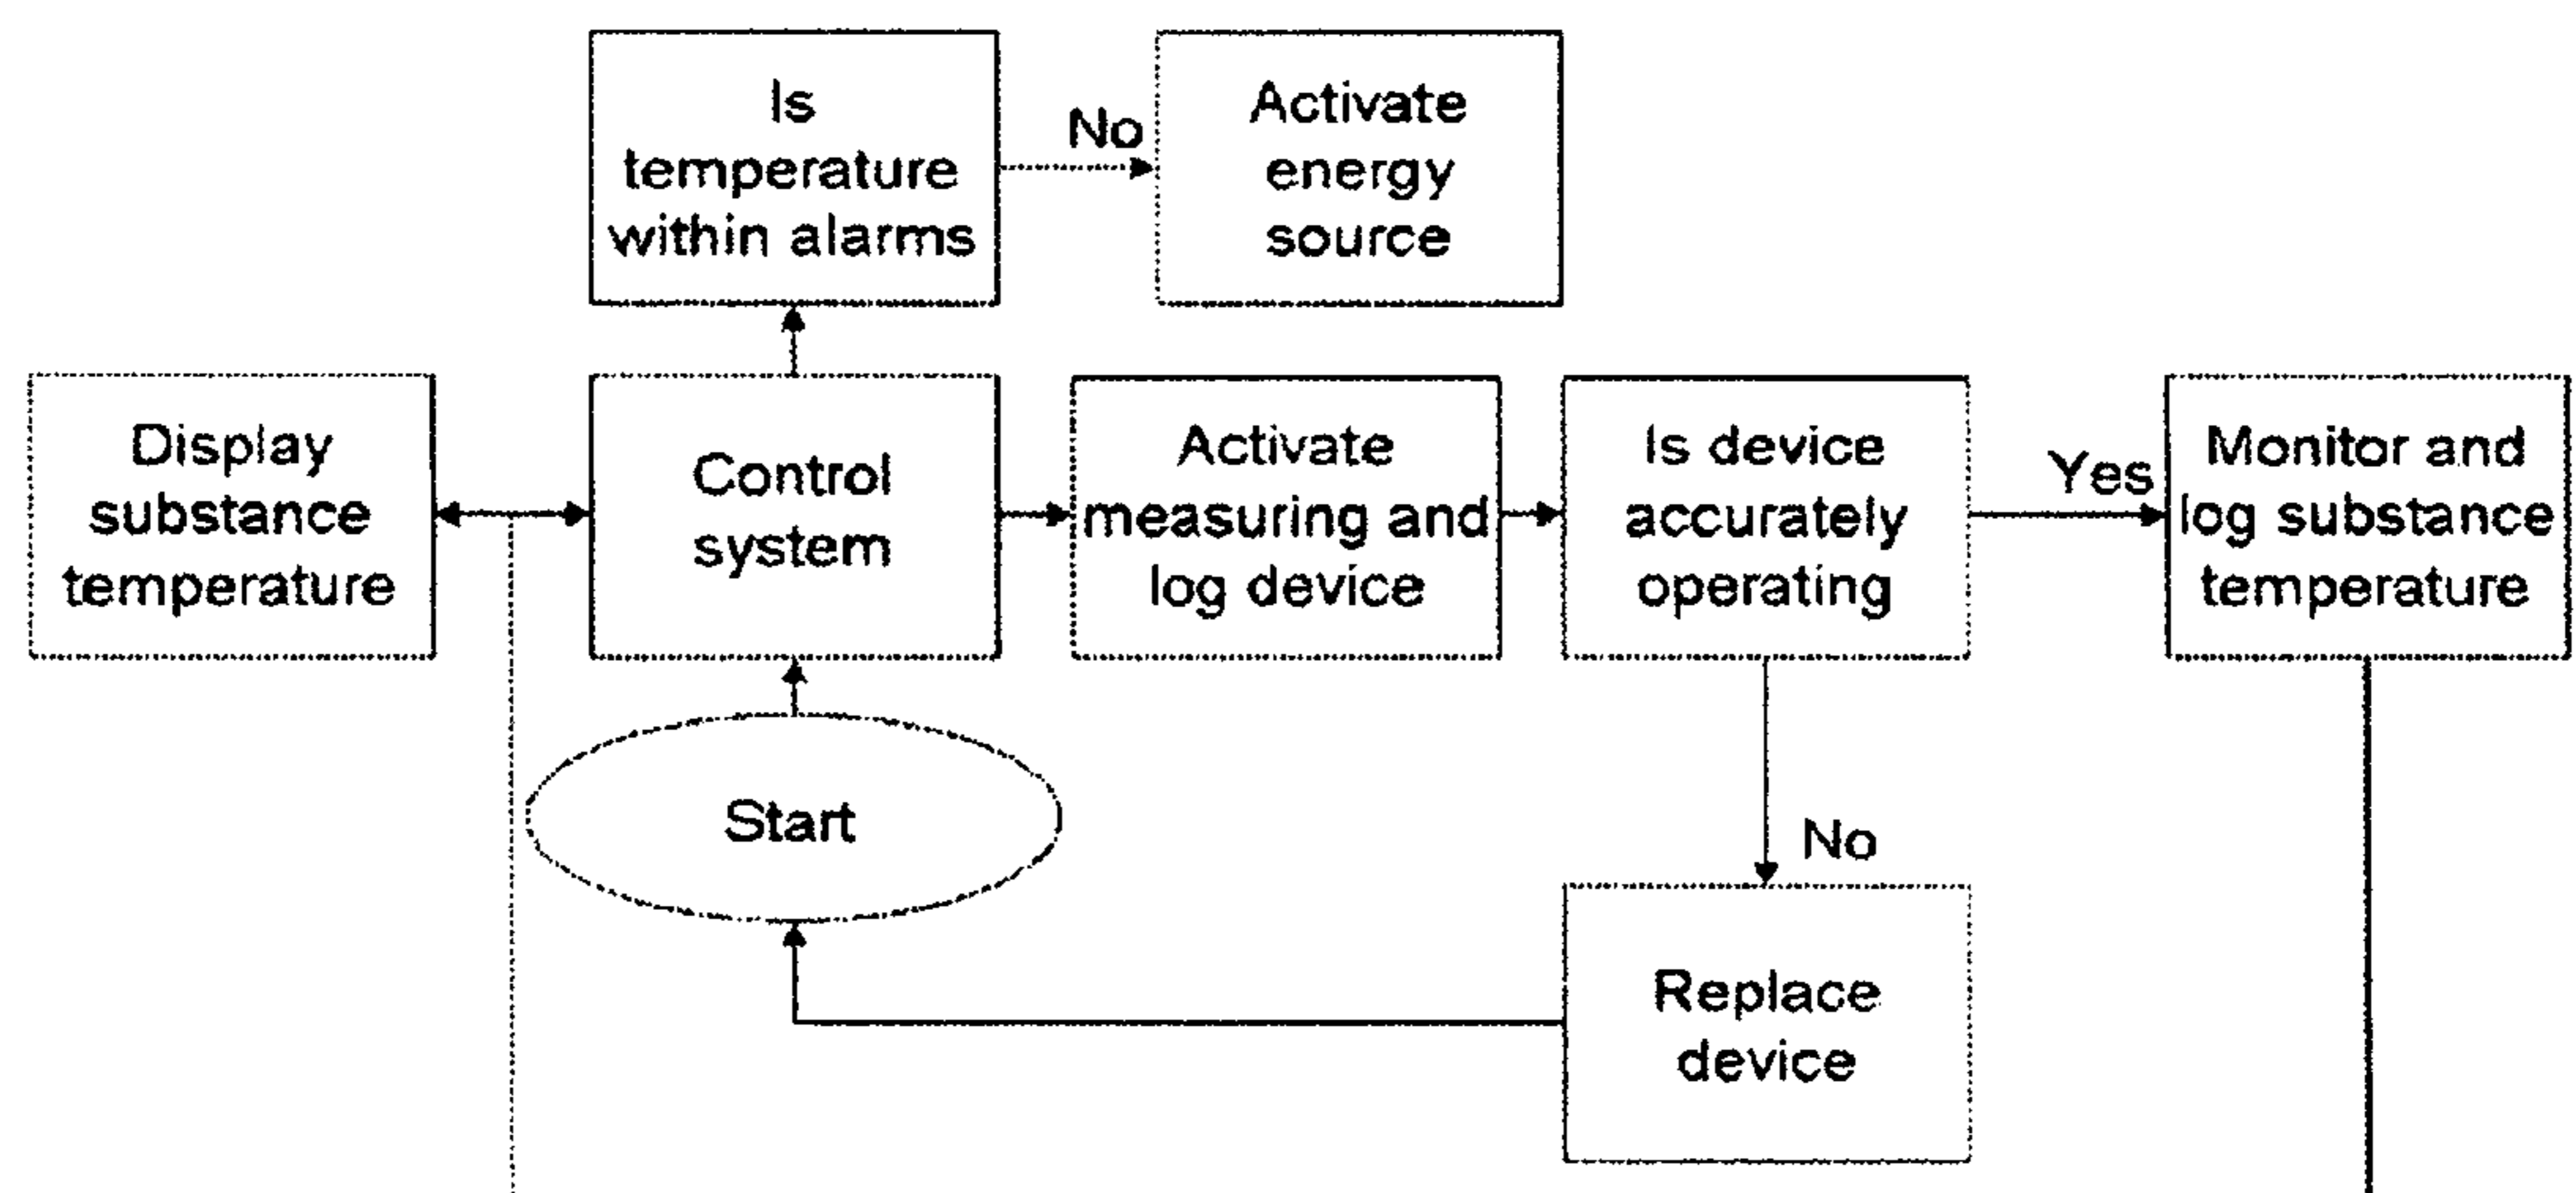 Is
temperature
within alarms
No
Activate
energy
source
Display
substance
temperature
Control
system
Activate
measuring and
log device
Is device
accurately
operating
Yes
Monitor and
log substance
temperature
Start
No
Replace
device